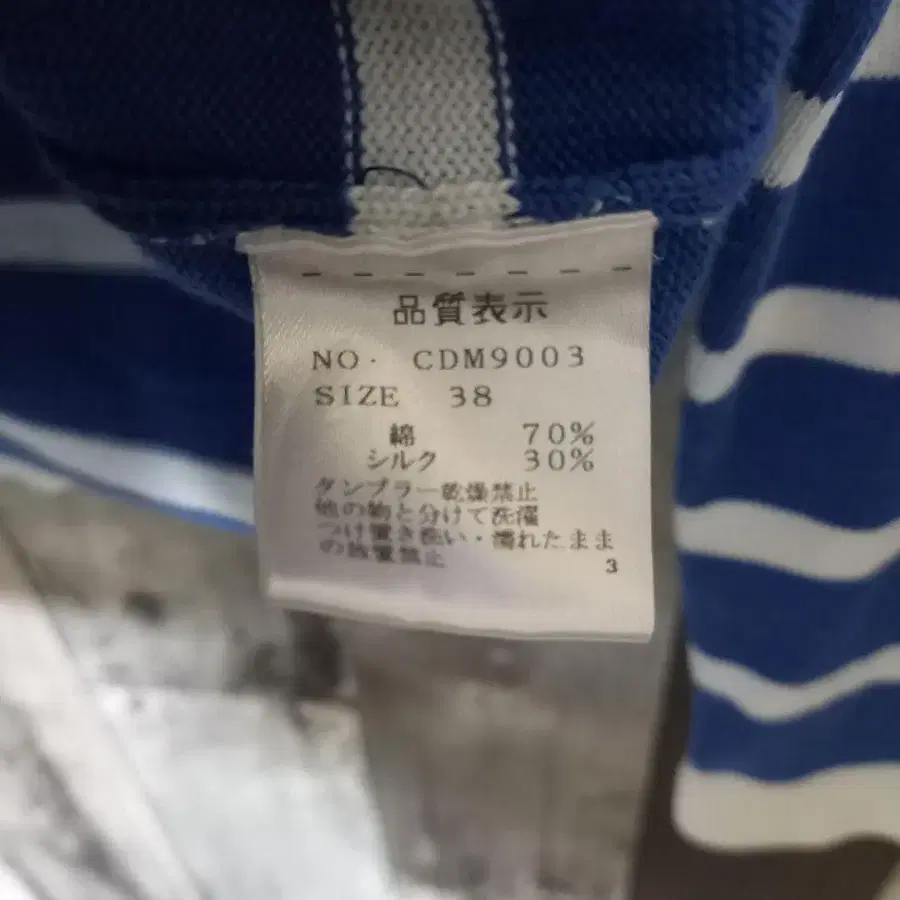 品質表示
NO. CDM9003
SIZE 38
綿 70%
シルク 30%
タンブラー乾燥禁止
他の物と分けて洗濯
つけ置き洗い・濡れたまま
の放置禁止
3